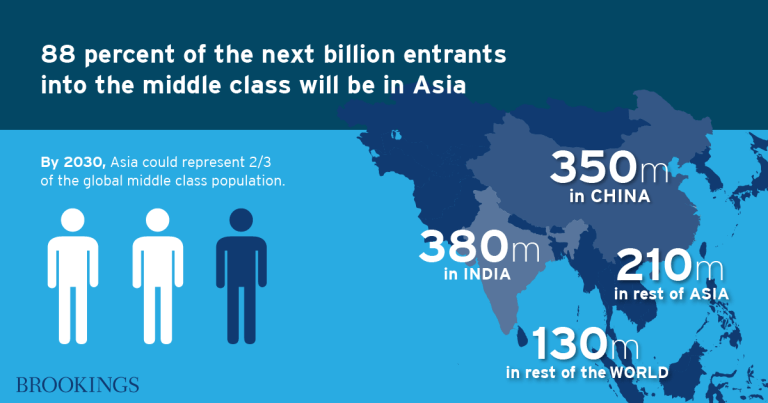 88 percent of the next billion entrants
into the middle class will be in Asia
By 2030, Asia could represent 2/3
of the global middle class population.
350m
in CHINA
380m
in INDIA
210m
in rest of ASIA
130m
in rest of the WORLD
BROOKINGS